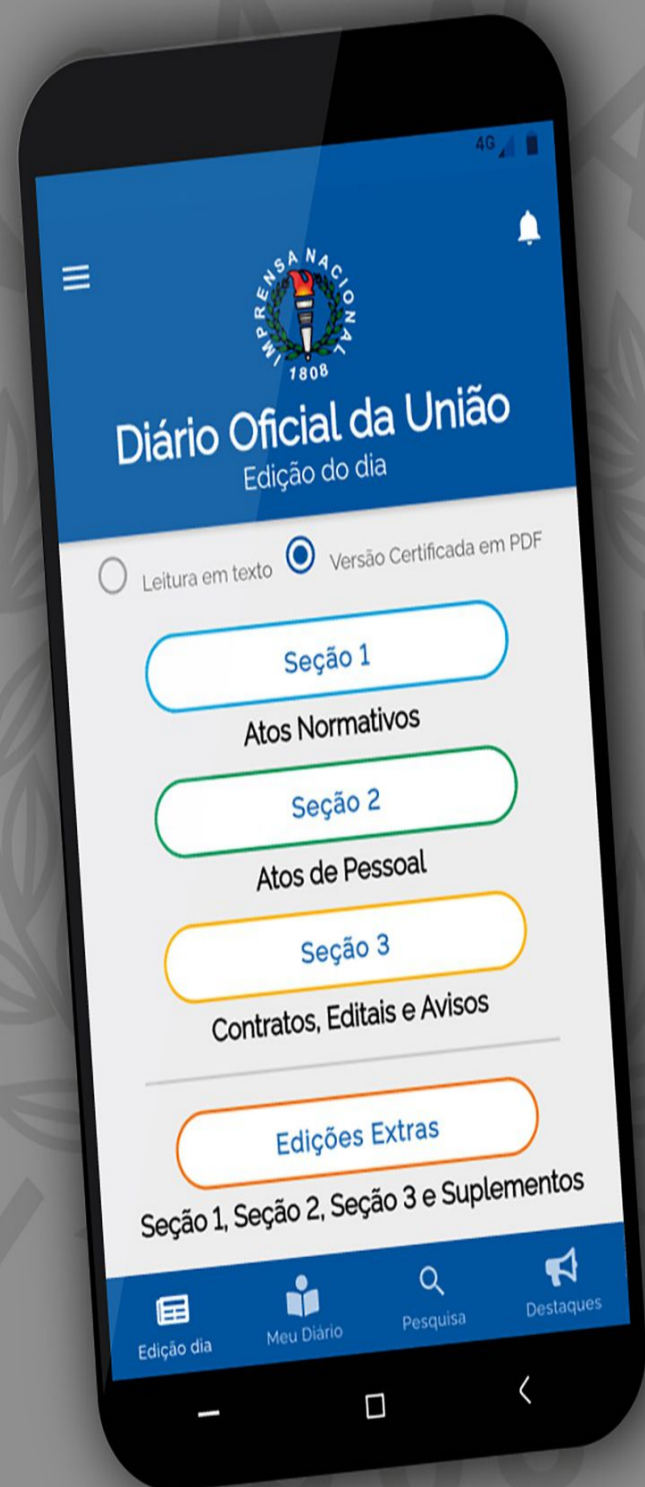 4G
IMPRENSA NACIONAL
1808
Diário Oficial da União
Edição do dia
Leitura em texto Versão Certificada em PDF
Seção 1
Atos Normativos
Seção 2
Atos de Pessoal
Seção 3
Contratos, Editais e Avisos
Edições Extras
Seção 1, Seção 2, Seção 3 e Suplementos
Edição dia Meu Diário Pesquisa Destaques